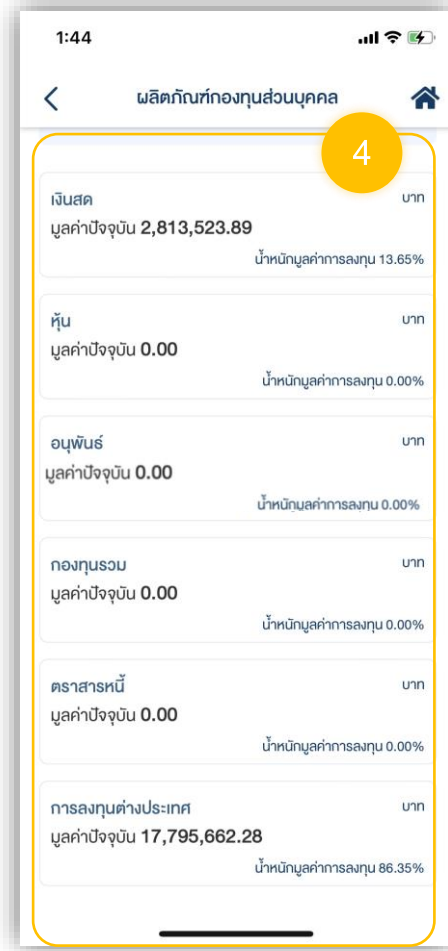 1:44
ผลิตภัณฑ์กองทุนส่วนบุคคล
4
เงินสด บาท
มูลค่าปัจจุบัน 2,813,523.89
น้ำหนักมูลค่าการลงทุน 13.65%
หุ้น บาท
มูลค่าปัจจุบัน 0.00
น้ำหนักมูลค่าการลงทุน 0.00%
อนุพันธ์ บาท
มูลค่าปัจจุบัน 0.00
น้ำหนักมูลค่าการลงทุน 0.00%
กองทุนรวม บาท
มูลค่าปัจจุบัน 0.00
น้ำหนักมูลค่าการลงทุน 0.00%
ตราสารหนี้ บาท
มูลค่าปัจจุบัน 0.00
น้ำหนักมูลค่าการลงทุน 0.00%
การลงทุนต่างประเทศ บาท
มูลค่าปัจจุบัน 17,795,662.28
น้ำหนักมูลค่าการลงทุน 86.35%